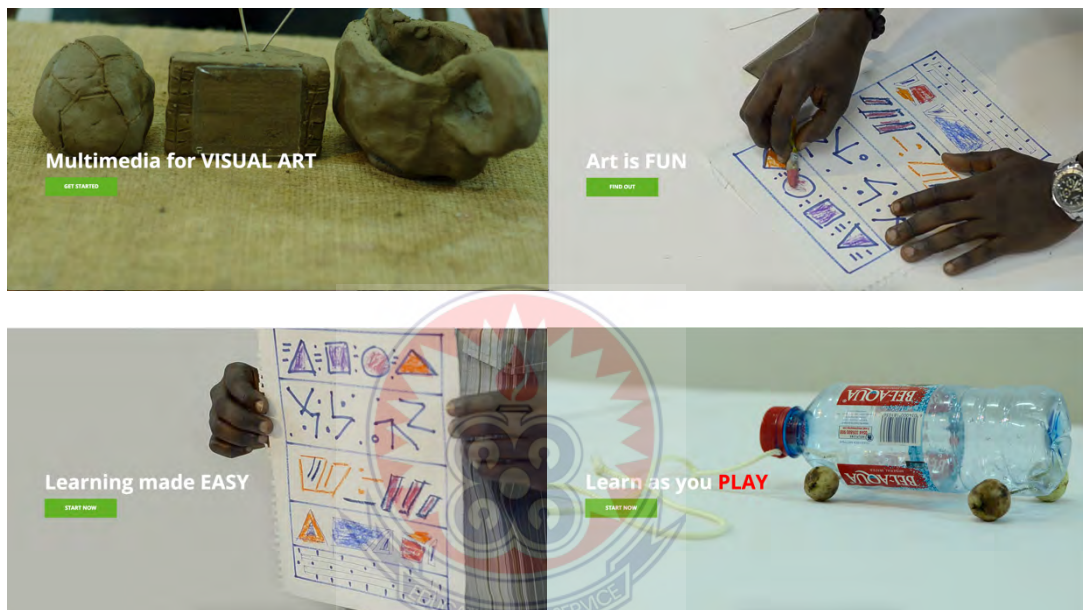 Multimedia for VISUAL ART
GET STARTED
Art is FUN
FIND OUT
Learning made EASY
START NOW
Learn as you PLAY
START NOW
BEL-AQUA
BEL-AQUA
SERVICE